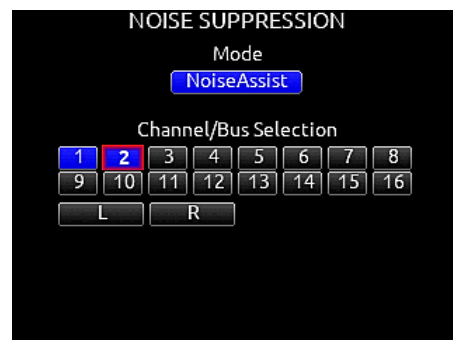 NOISE SUPPRESSION
Mode
NoiseAssist
Channel/Bus Selection
1 2 3 4 5 6 7 8
9 10 11 12 13 14 15 16
L R